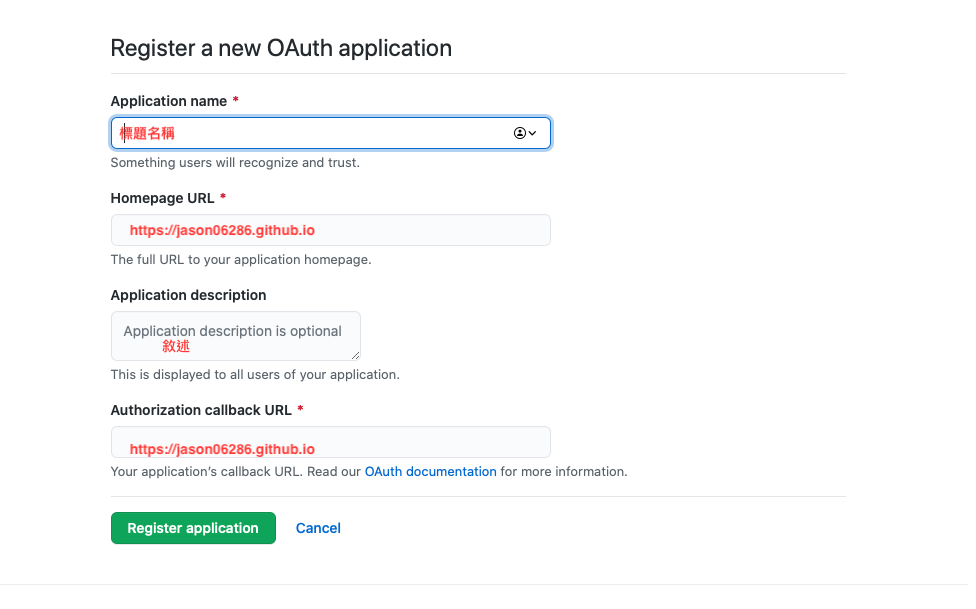 Register a new OAuth application
Application name *
標題名稱
Something users will recognize and trust.
Homepage URL *
https://jason06286.github.io
The full URL to your application homepage.
Application description
Application description is optional
敘述
This is displayed to all users of your application.
Authorization callback URL *
https://jason06286.github.io
Your application’s callback URL. Read our OAuth documentation for more information.
Register application Cancel